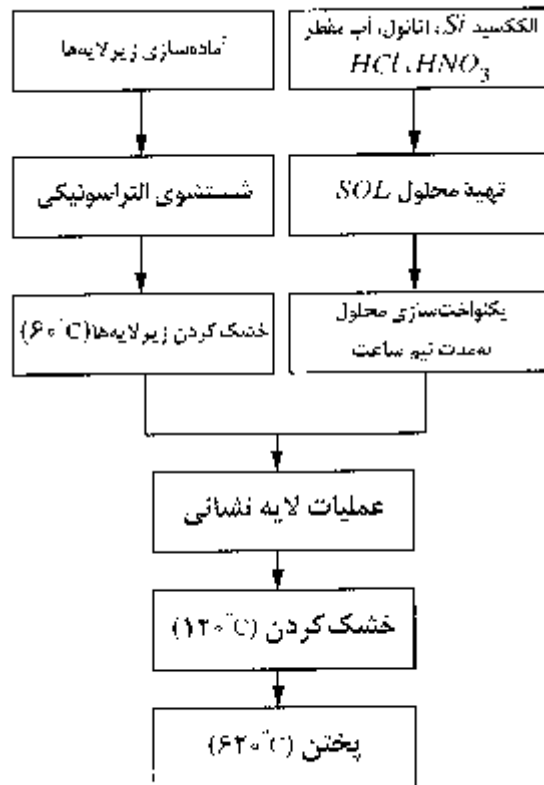 الککسید Si، اتانول، آب مقطر
HCl، HNO₃
آماده‌سازی زیرلایه‌ها
تهیه محلول SOL
شستشوی التراسونیکی
یکنواخت‌سازی محلول
به‌مدت نیم ساعت
خشک کردن زیرلایه‌ها (۶۰°C)
عملیات لایه نشانی
خشک کردن (۱۲۰°C)
پختن (۶۲۰°C)